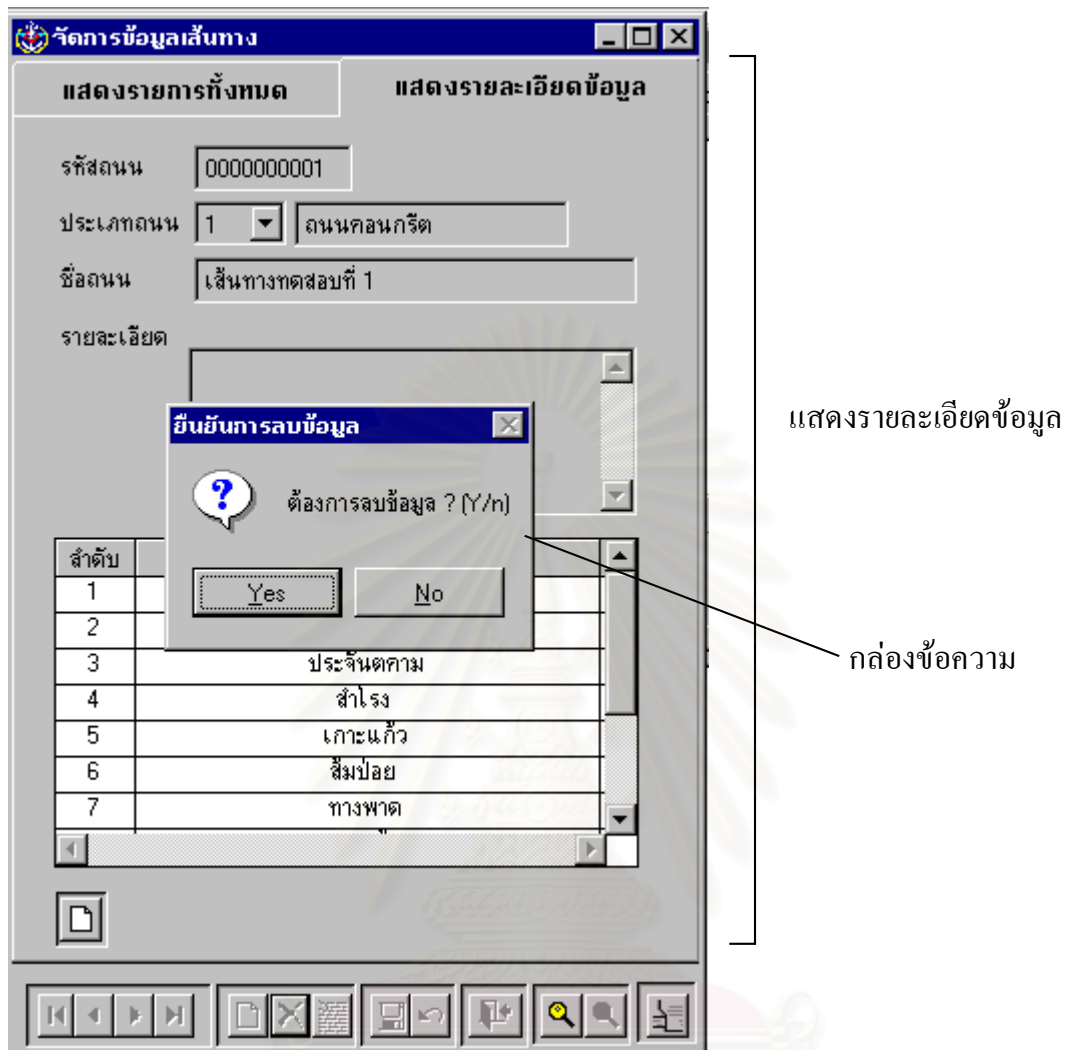 จัดการข้อมูลเส้นทาง
แสดงรายการทั้งหมด
แสดงรายละเอียดข้อมูล
รหัสถนน 0000000001
ประเภทถนน 1 ถนนคอนกรีต
ชื่อถนน เส้นทางทดสอบที่ 1
รายละเอียด
ยืนยันการลบข้อมูล
ต้องการลบข้อมูล ? (Y/n)
Yes No
ลำดับ
1
2
3 ประจันตคาม
4 สำโรง
5 เกาะแก้ว
6 ส้มป่อย
7 ทางพาด
แสดงรายละเอียดข้อมูล
กล่องข้อความ